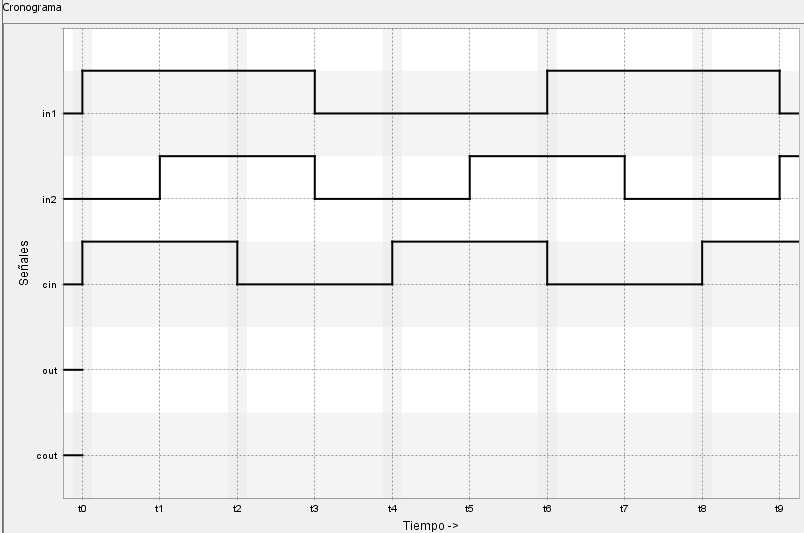 Cronograma
in1
in2
Señales
cin
out
cout
t0 t1 t2 t3 t4 t5 t6 t7 t8 t9
Tiempo ->